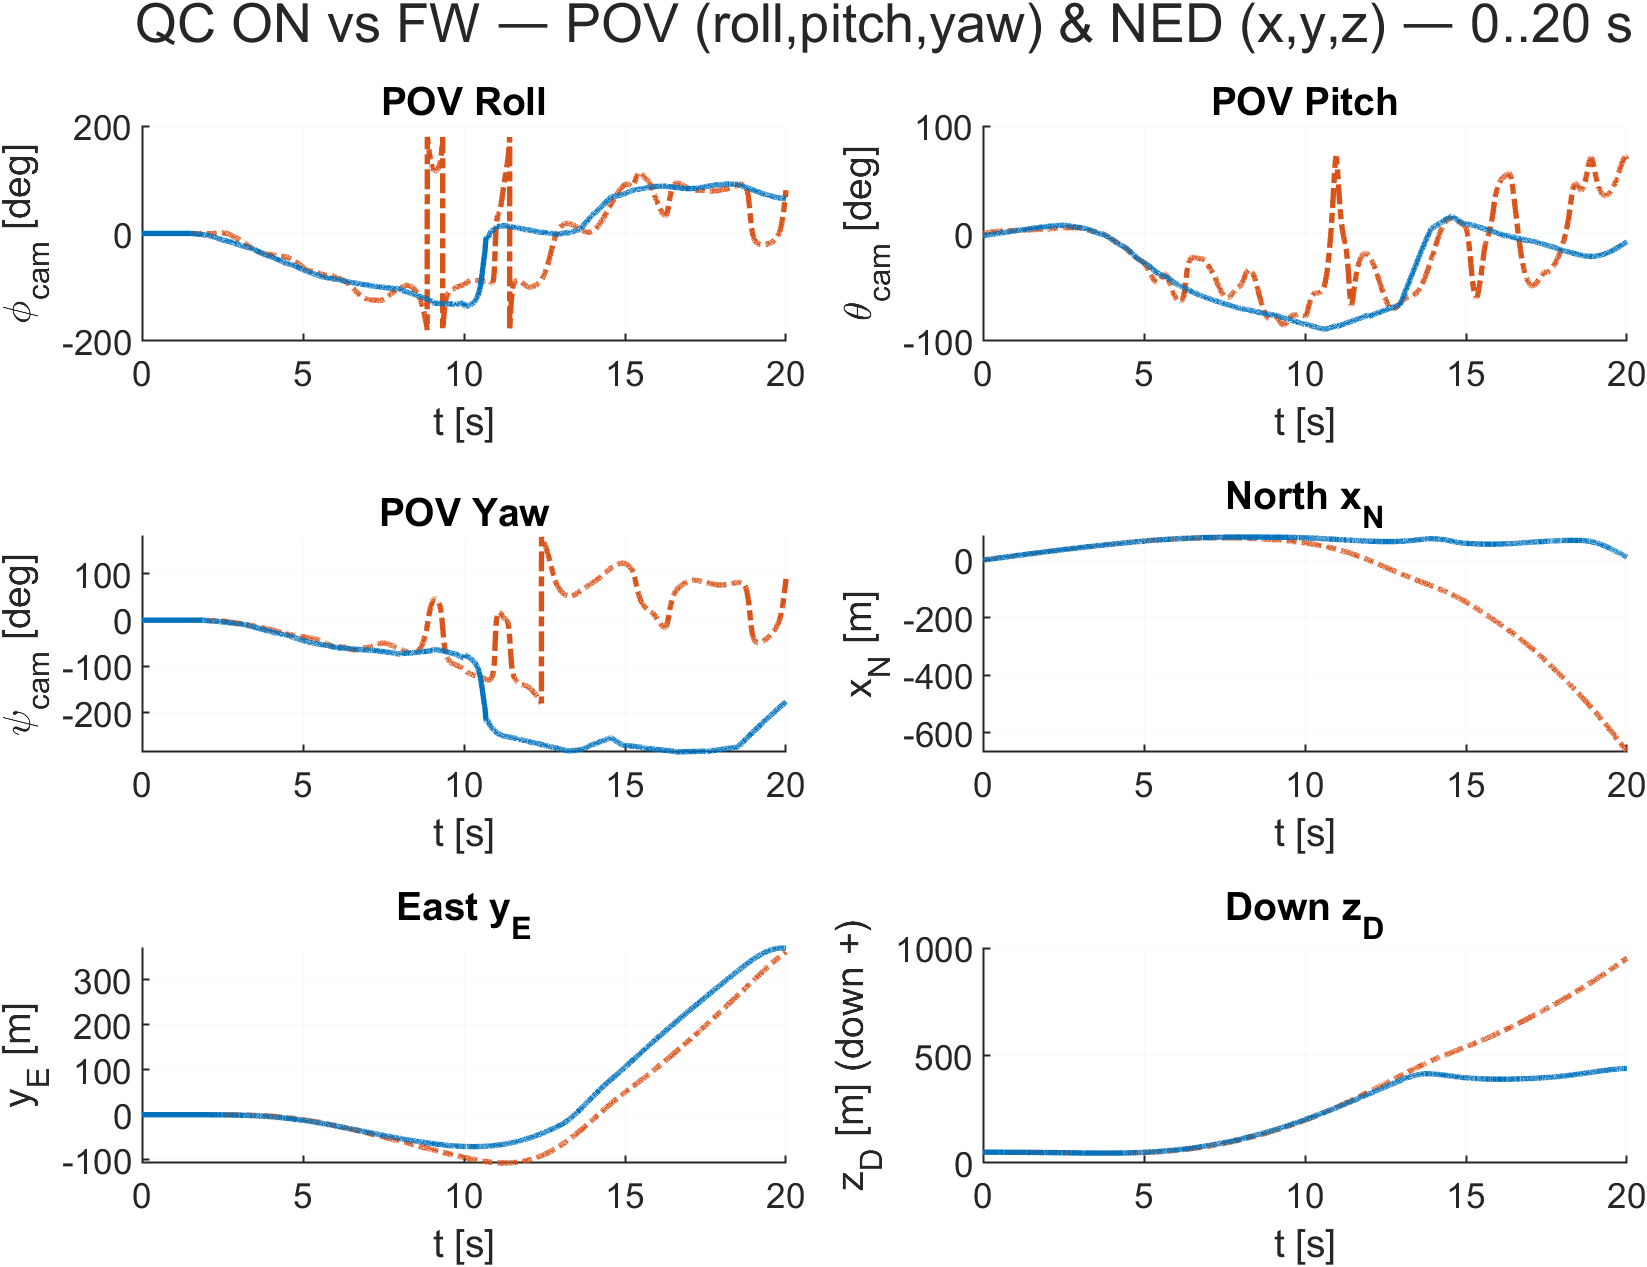 QC ON vs FW — POV (roll,pitch,yaw) & NED (x,y,z) — 0..20 s
POV Roll
200
0
-200
ϕcam [deg]
0 5 10 15 20
t [s]
POV Pitch
100
0
-100
θcam [deg]
0 5 10 15 20
t [s]
POV Yaw
100
0
-100
-200
ψcam [deg]
0 5 10 15 20
t [s]
North xN
0
-200
-400
-600
xN [m]
0 5 10 15 20
t [s]
East yE
300
200
100
0
-100
yE [m]
0 5 10 15 20
t [s]
Down zD
1000
500
0
zD [m] (down +)
0 5 10 15 20
t [s]